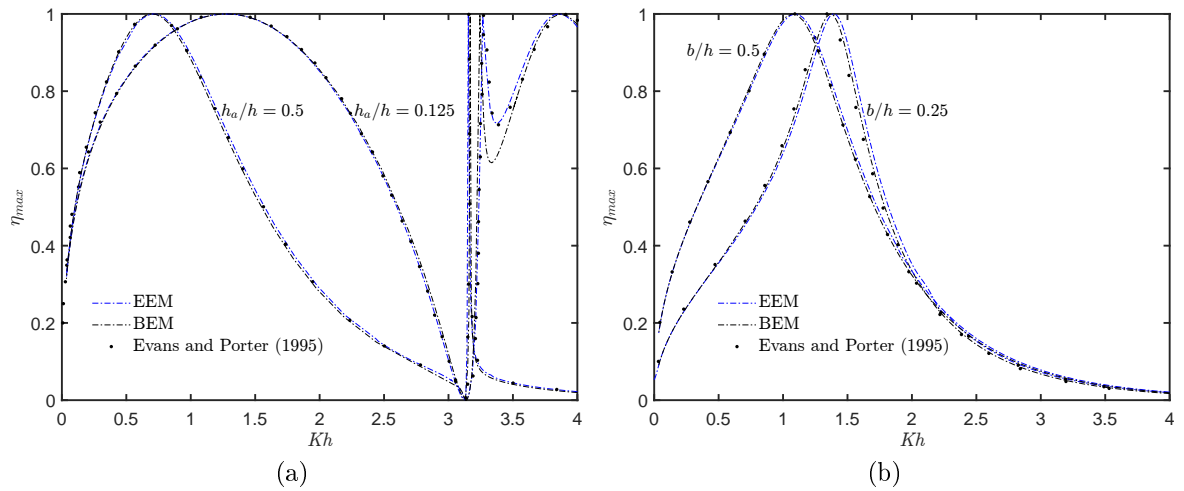 1
0.8
0.6
0.4
0.2
0
η_max
h_a/h = 0.5
h_a/h = 0.125
EEM
BEM
Evans and Porter (1995)
0 0.5 1 1.5 2 2.5 3 3.5 4
Kh
(a)
1
0.8
0.6
0.4
0.2
0
η_max
b/h = 0.5
b/h = 0.25
EEM
BEM
Evans and Porter (1995)
0 0.5 1 1.5 2 2.5 3 3.5 4
Kh
(b)